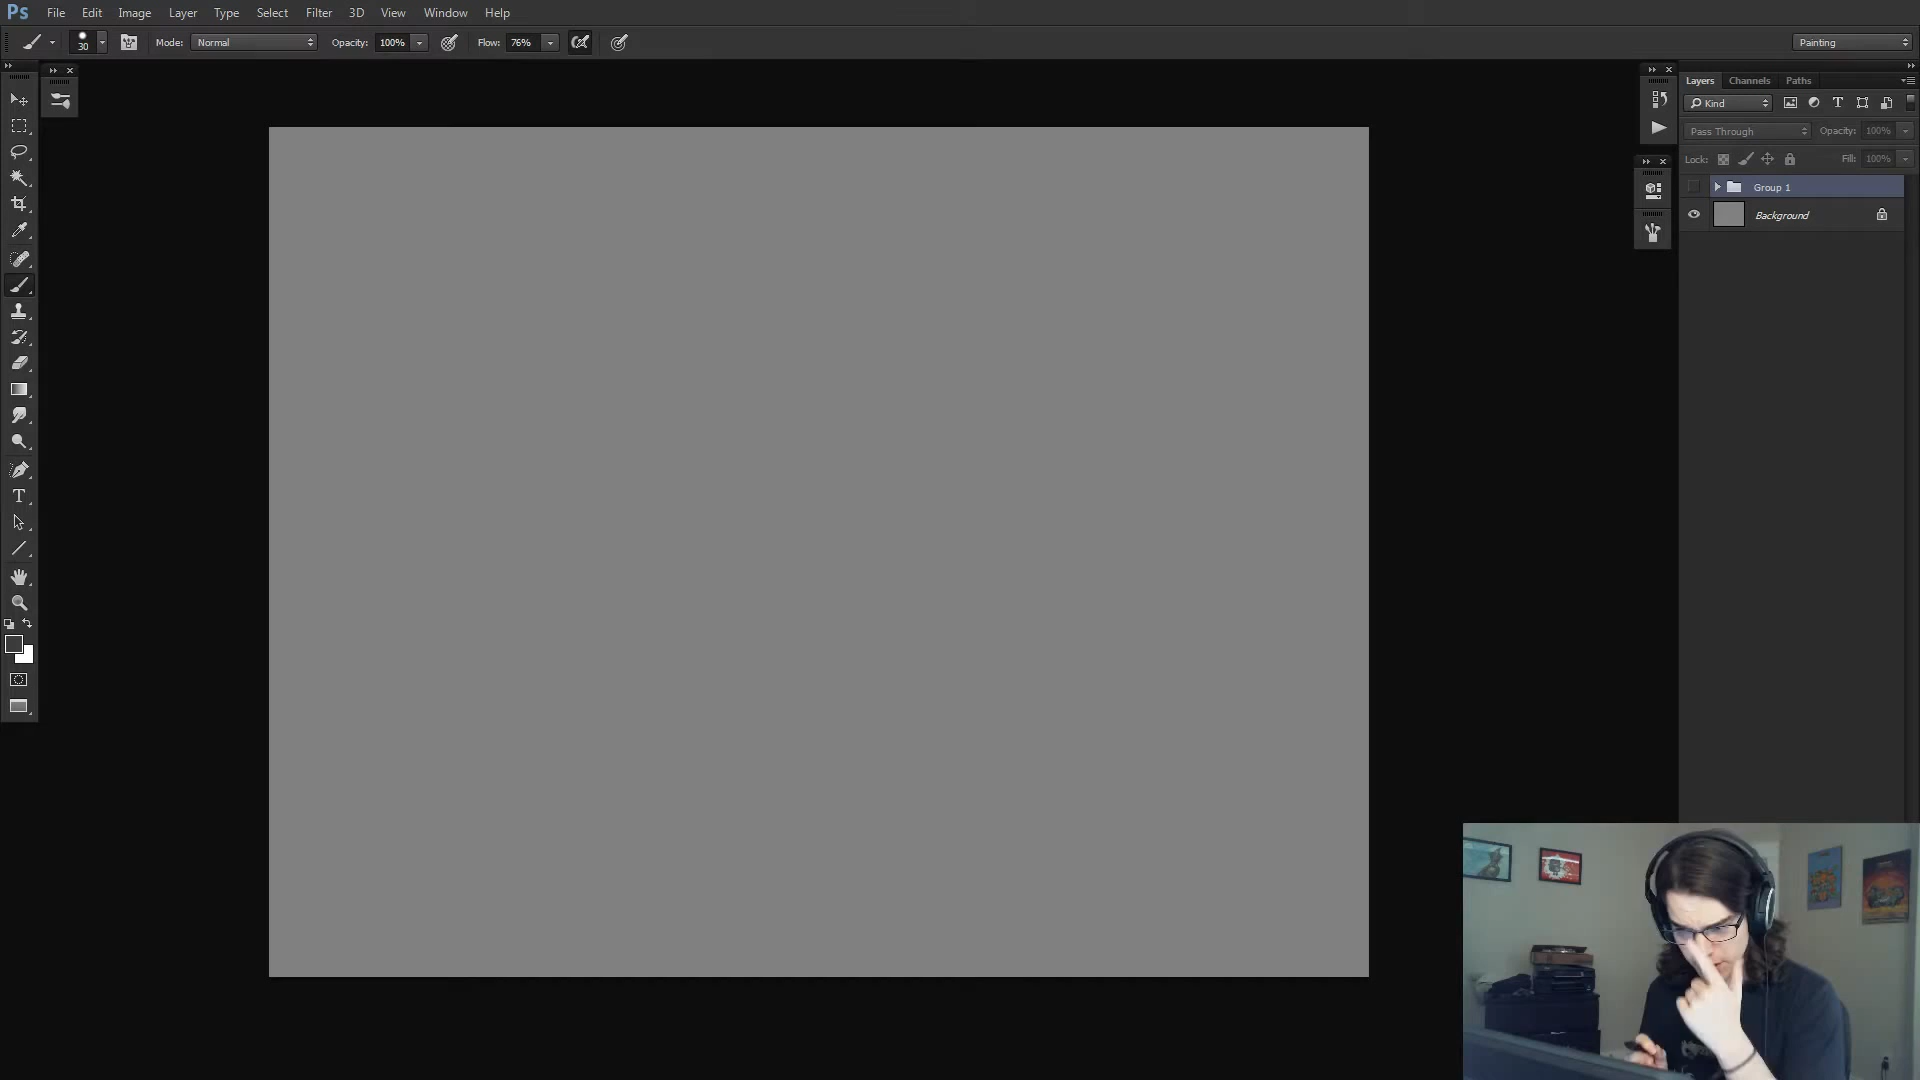 Ps File Edit Image Layer Type Select Filter 3D View Window Help
30 Mode: Normal Opacity: 100% Flow: 76% Painting
Layers Channels Paths
Kind
Pass Through Opacity: 100%
Lock: Fill: 100%
Group 1
Background